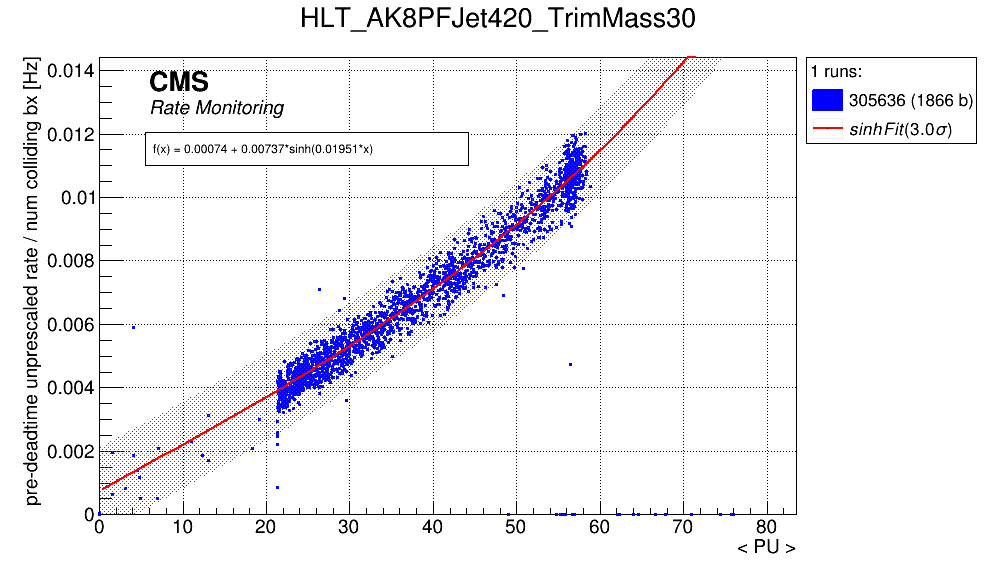 HLT_AK8PFJet420_TrimMass30
pre-deadtime unprescaled rate / num colliding bx [Hz]
0.014
0.012
0.01
0.008
0.006
0.004
0.002
0
CMS
Rate Monitoring
f(x) = 0.00074 + 0.00737*sinh(0.01951*x)
1 runs:
305636 (1866 b)
sinhFit(3.0σ)
0 10 20 30 40 50 60 70 80
< PU >